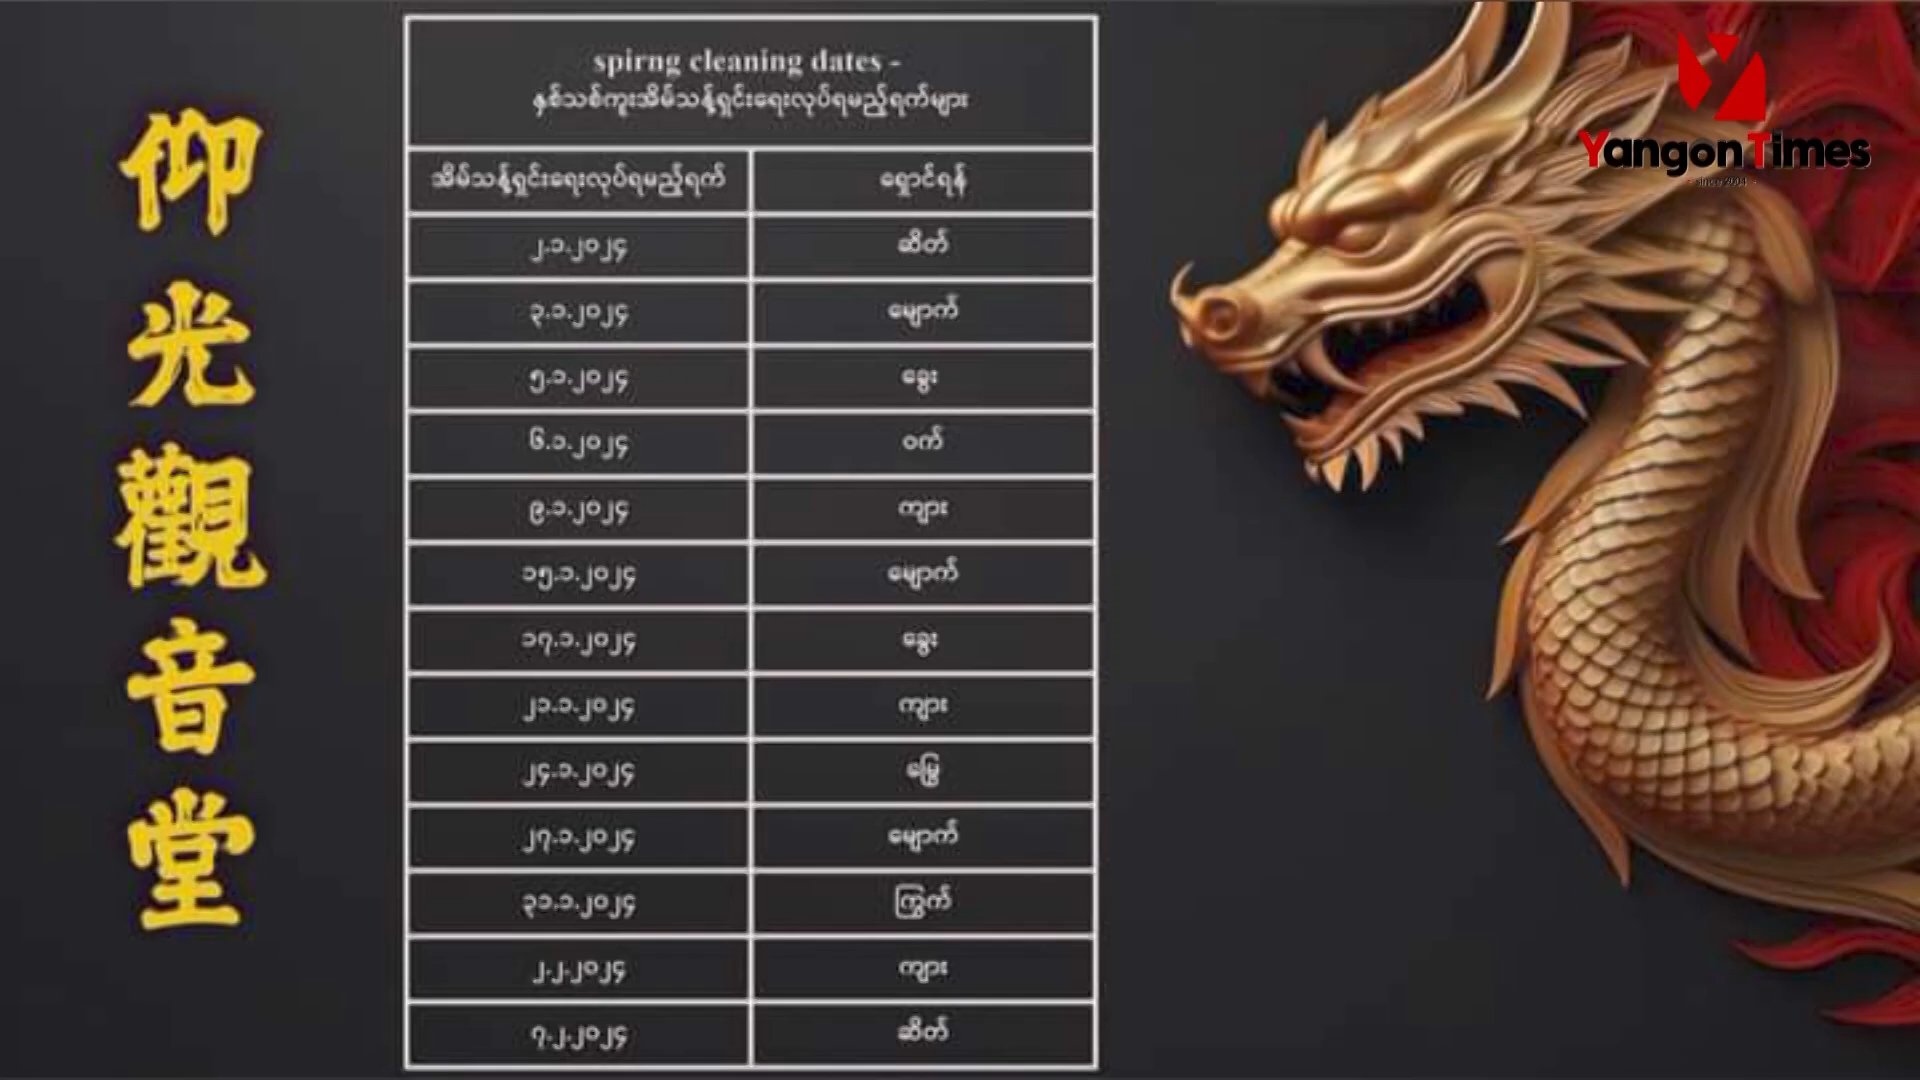 仰光觀音堂
spirng cleaning dates -
နှစ်သစ်ကူးအိမ်သန့်ရှင်းရေးလုပ်ရမည့်ရက်များ
အိမ်သန့်ရှင်းရေးလုပ်ရမည့်ရက် ရှောင်ရန်
၂.၁.၂၀၂၄ ဆိတ်
၃.၁.၂၀၂၄ မျောက်
၅.၁.၂၀၂၄ ခွေး
၆.၁.၂၀၂၄ ဝက်
၉.၁.၂၀၂၄ ကျား
၁၅.၁.၂၀၂၄ မျောက်
၁၇.၁.၂၀၂၄ ခွေး
၂၁.၁.၂၀၂၄ ကျား
၂၄.၁.၂၀၂၄ မြွေ
၂၇.၁.၂၀၂၄ မျောက်
၃၁.၁.၂၀၂၄ ကြွက်
၂.၂.၂၀၂၄ ကျား
၇.၂.၂၀၂၄ ဆိတ်
Yangon Times
- since 2004 -